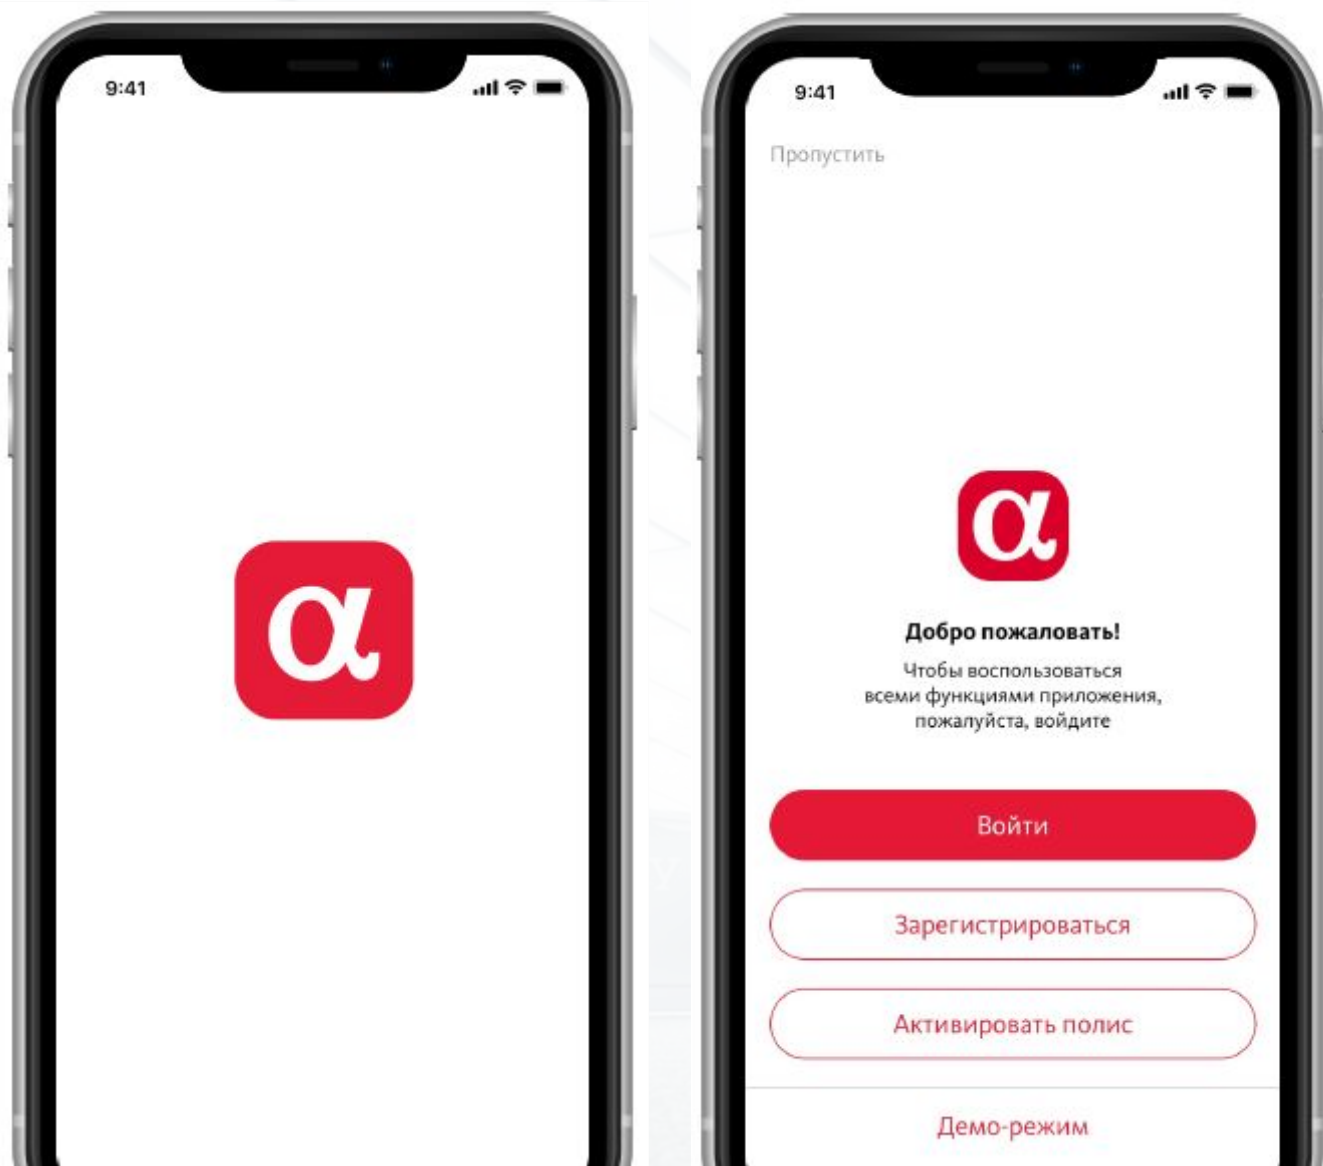 9:41
α
9:41
Пропустить
α
Добро пожаловать!
Чтобы воспользоваться
всеми функциями приложения,
пожалуйста, войдите
Войти
Зарегистрироваться
Активировать полис
Демо-режим